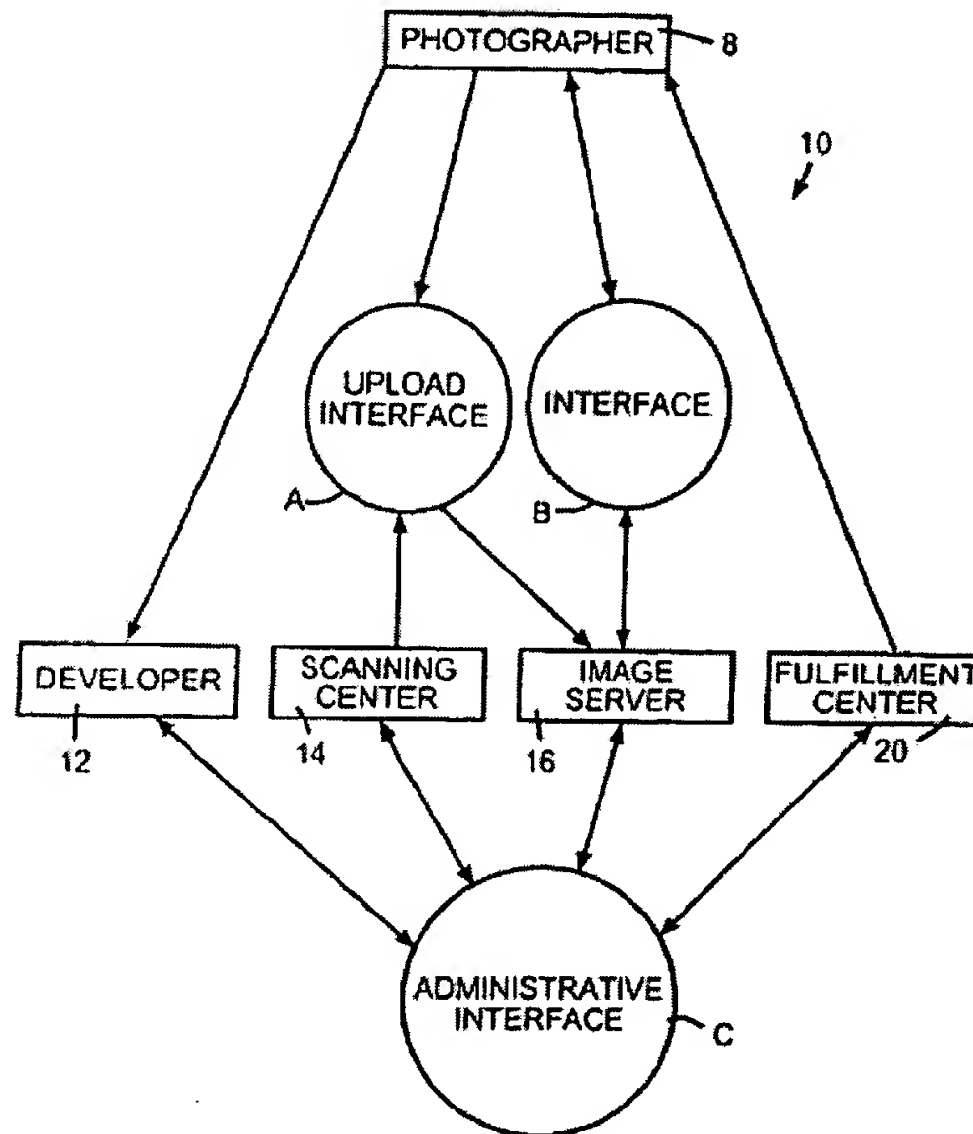 PHOTOGRAPHER
8
10
UPLOAD
INTERFACE
INTERFACE
A
B
DEVELOPER
SCANNING
CENTER
IMAGE
SERVER
FULFILLMENT
CENTER
12
14
16
20
ADMINISTRATIVE
INTERFACE
C